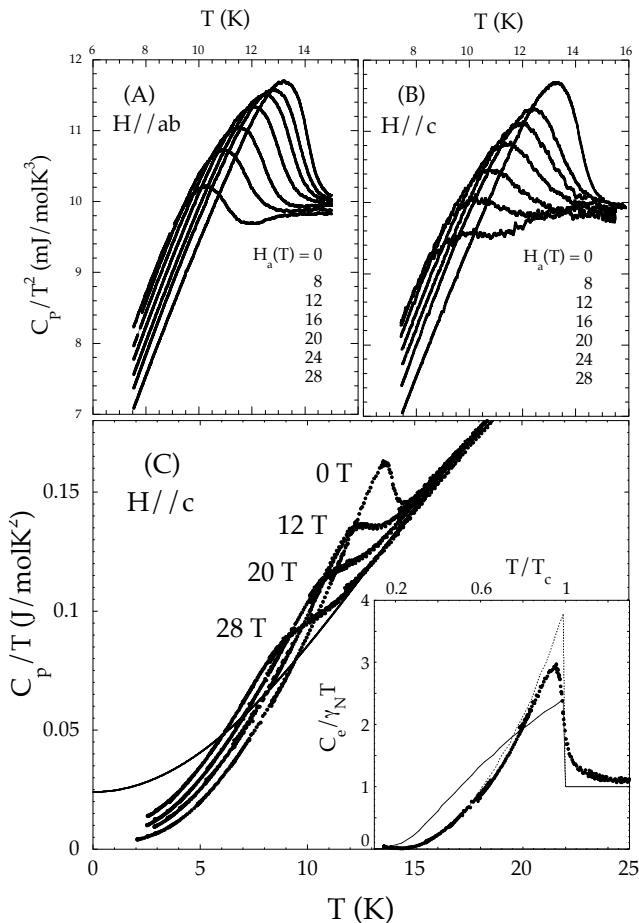 T (K)
T (K)
6 8 10 12 14
8 10 12 14 16
12
11
10
9
8
7
C_P/T^2 (mJ/molK^3)
(A)
H//ab
H_a(T) = 0
8
12
16
20
24
28
(B)
H//c
H_a(T) = 0
8
12
16
20
24
28
(C)
H//c
0 T
12 T
20 T
28 T
0.15
0.1
0.05
0
C_p/T (J/molK^2)
0 5 10 15 20 25
T (K)
T/T_c
0.2 0.6 1
4
3
2
1
0
C_e/γ_N T